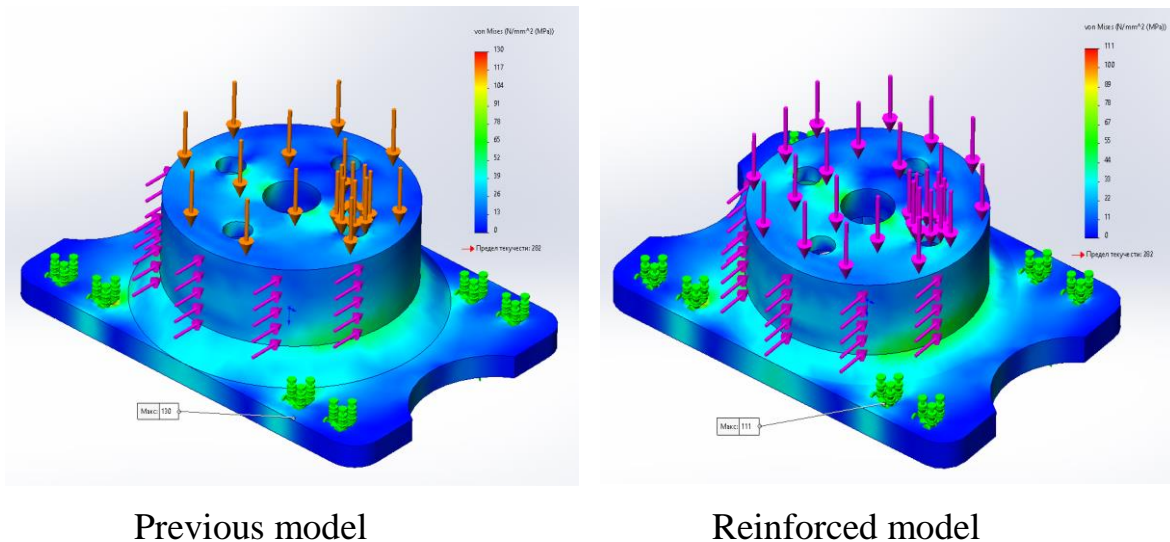 von Mises (N/mm^2 (MPa))
130
117
104
91
78
65
52
39
26
13
0
Предел текучести: 282
Макс: 130
von Mises (N/mm^2 (MPa))
111
100
89
78
67
55
44
33
22
11
0
Предел текучести: 282
Макс: 111
Previous model
Reinforced model